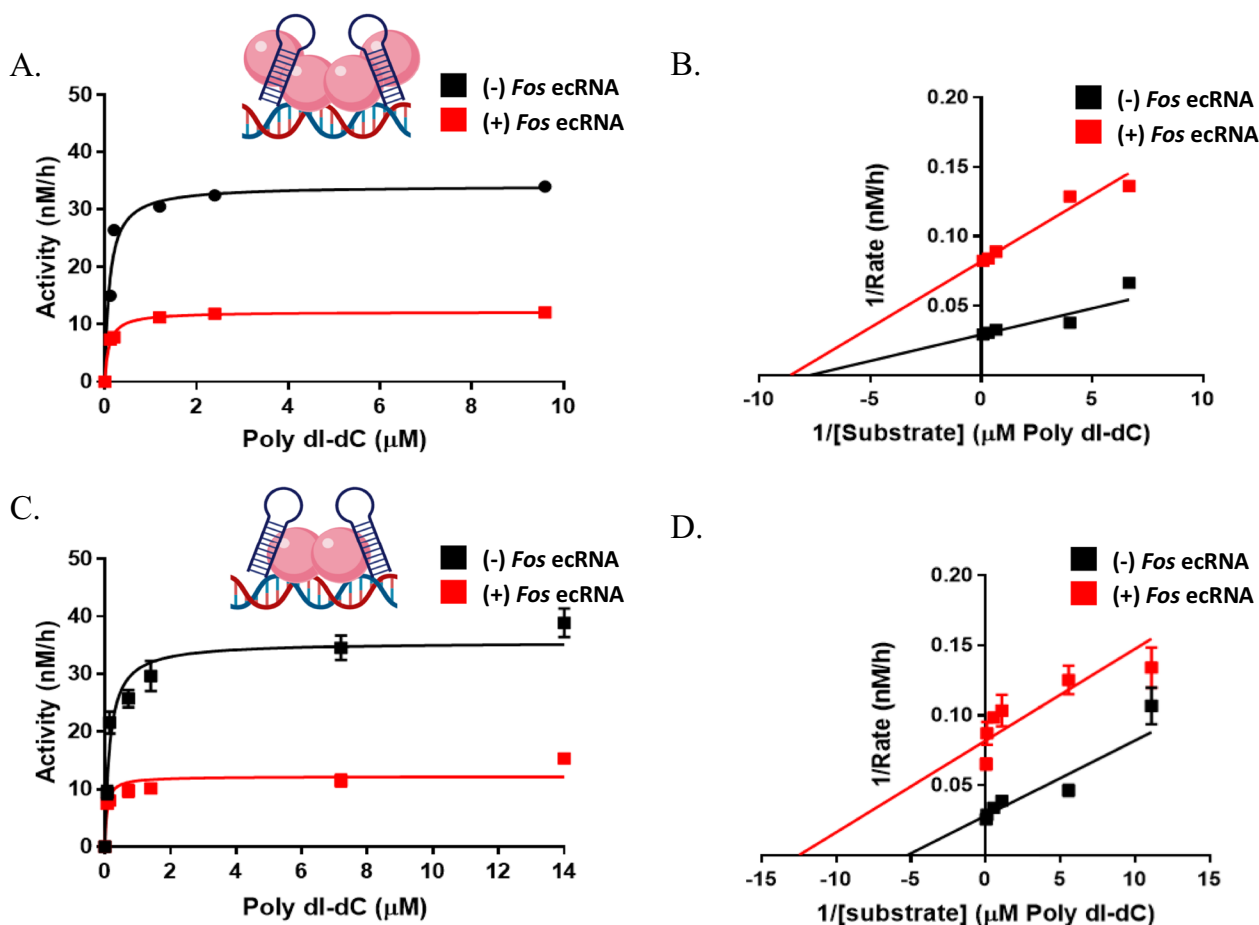 A.
(-) Fos ecRNA
(+) Fos ecRNA
50
40
30
20
10
0
Activity (nM/h)
0 2 4 6 8 10
Poly dI-dC (μM)
B.
(-) Fos ecRNA
(+) Fos ecRNA
0.20
0.15
0.10
0.05
1/Rate (nM/h)
-10 -5 0 5 10
1/[Substrate] (μM Poly dI-dC)
C.
(-) Fos ecRNA
(+) Fos ecRNA
50
40
30
20
10
0
Activity (nM/h)
0 2 4 6 8 10 12 14
Poly dI-dC (μM)
D.
(-) Fos ecRNA
(+) Fos ecRNA
0.20
0.15
0.10
0.05
1/Rate (nM/h)
-15 -10 -5 0 5 10 15
1/[substrate] (μM Poly dI-dC)